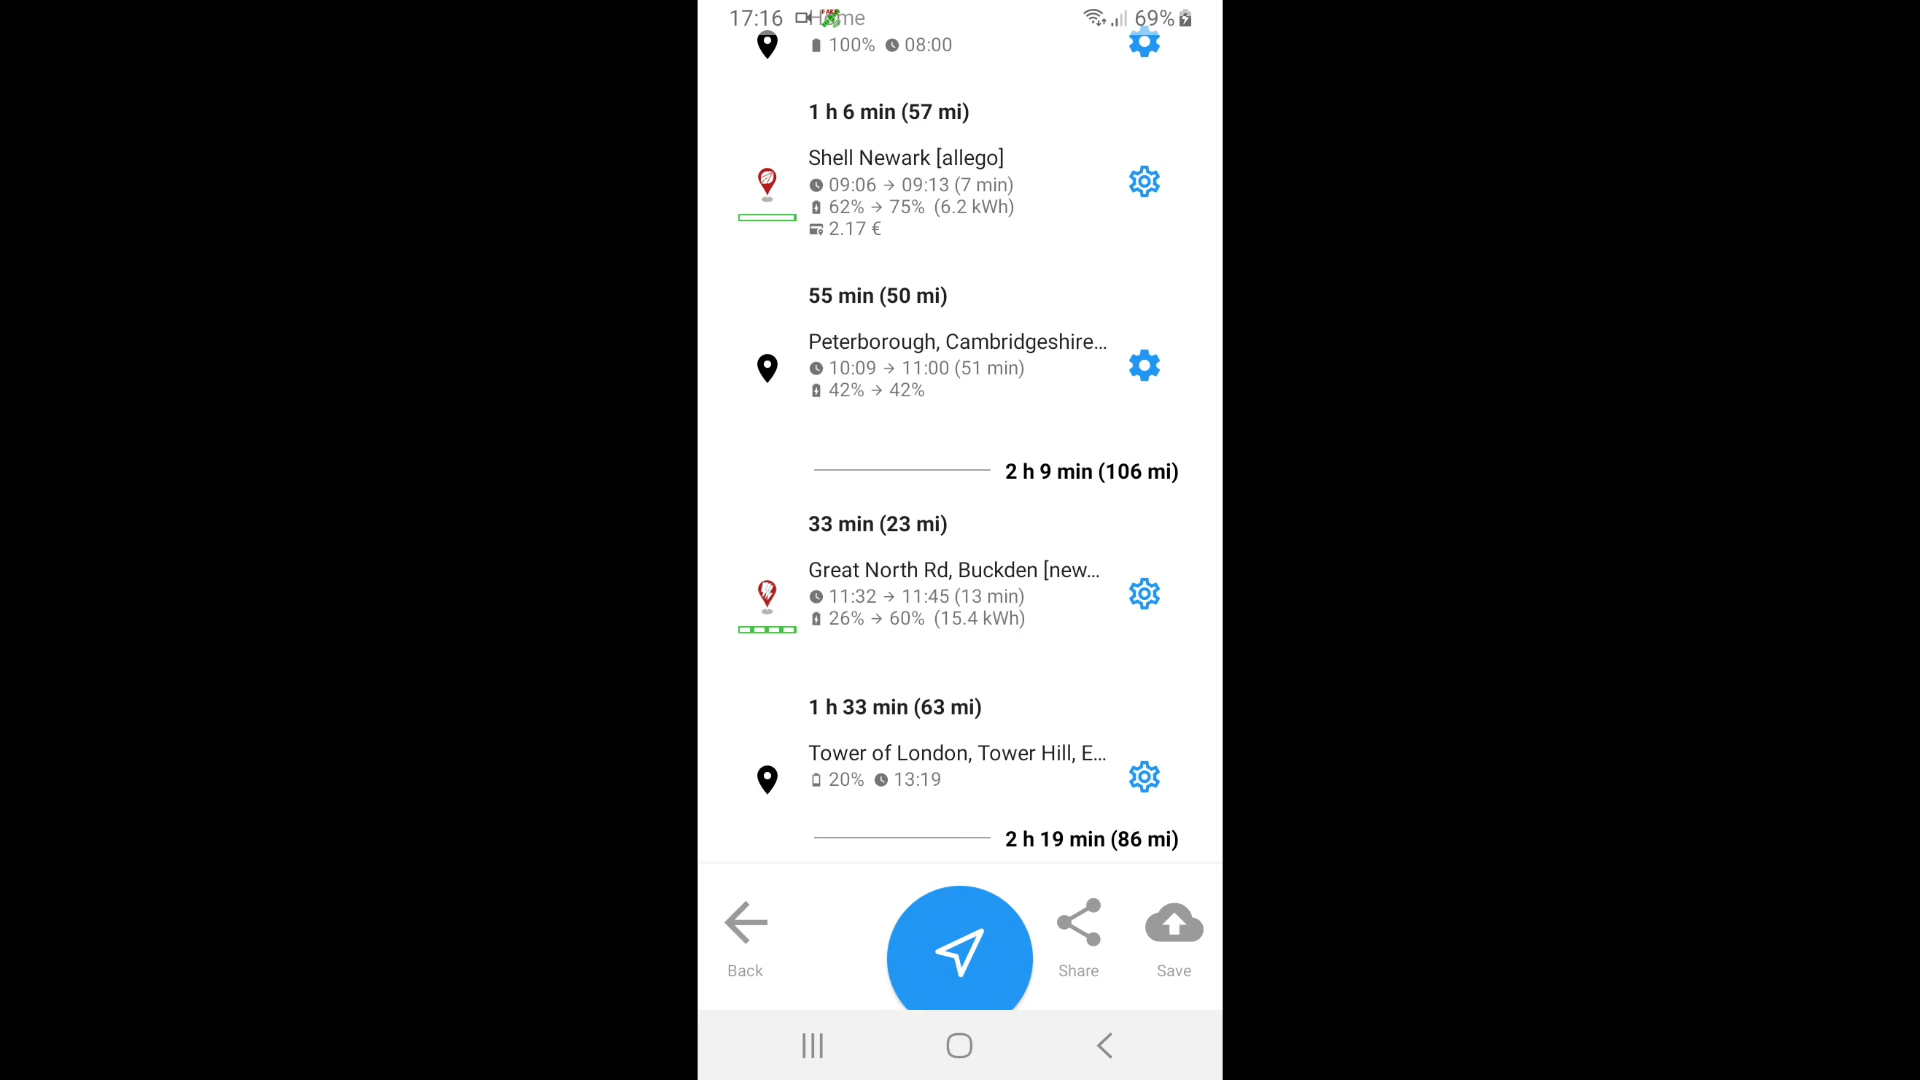 17:16 Home 69%
100% 08:00
1 h 6 min (57 mi)
Shell Newark [allego]
09:06 → 09:13 (7 min)
62% → 75% (6.2 kWh)
2.17 €
55 min (50 mi)
Peterborough, Cambridgeshire...
10:09 → 11:00 (51 min)
42% → 42%
2 h 9 min (106 mi)
33 min (23 mi)
Great North Rd, Buckden [new...
11:32 → 11:45 (13 min)
26% → 60% (15.4 kWh)
1 h 33 min (63 mi)
Tower of London, Tower Hill, E...
20% 13:19
2 h 19 min (86 mi)
Back Share Save